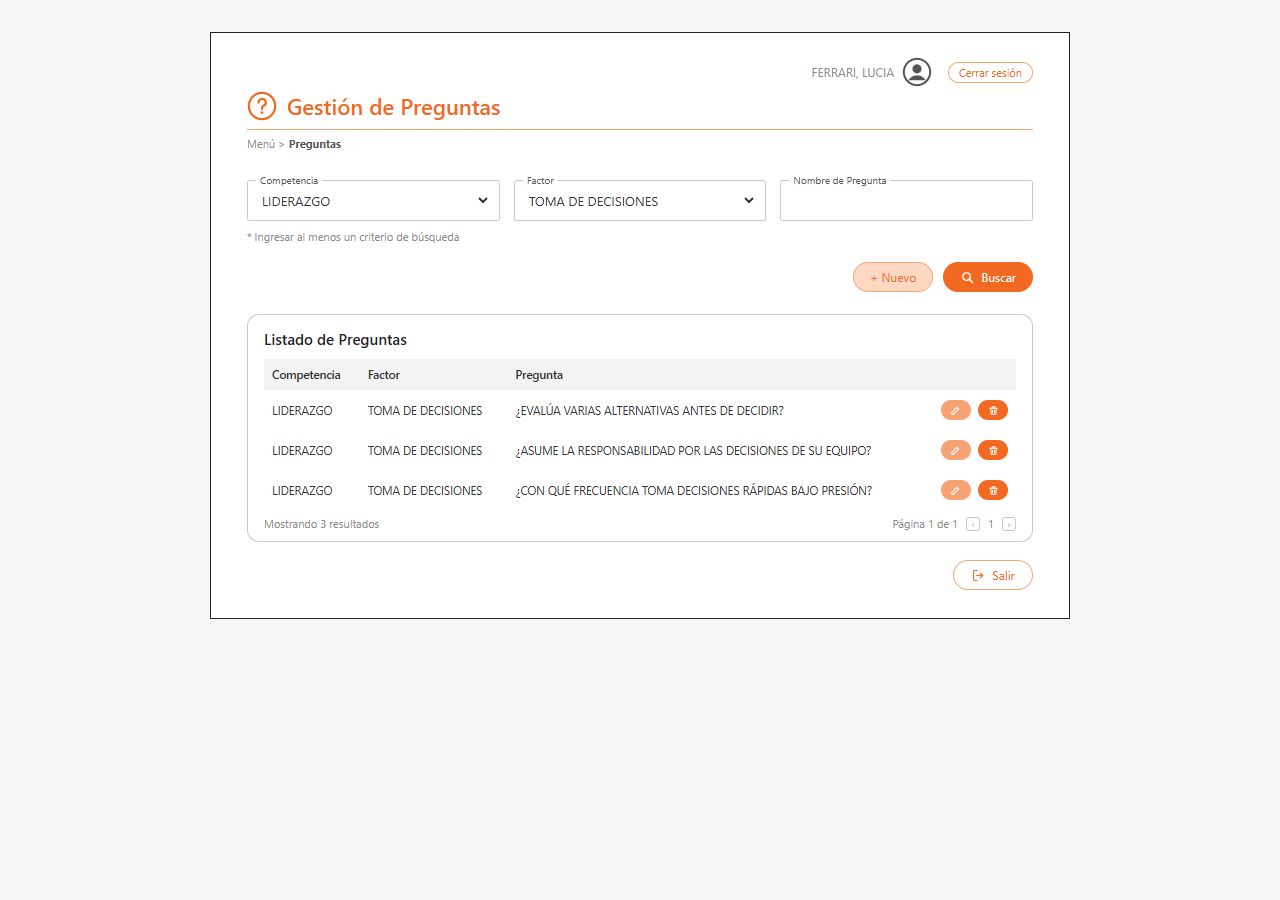 FERRARI, LUCIA
Cerrar sesión
Gestión de Preguntas
Menú > Preguntas
Competencia
LIDERAZGO
Factor
TOMA DE DECISIONES
Nombre de Pregunta
* Ingresar al menos un criterio de búsqueda
+ Nuevo
Buscar
Listado de Preguntas
Competencia Factor Pregunta
LIDERAZGO TOMA DE DECISIONES ¿EVALÚA VARIAS ALTERNATIVAS ANTES DE DECIDIR?
LIDERAZGO TOMA DE DECISIONES ¿ASUME LA RESPONSABILIDAD POR LAS DECISIONES DE SU EQUIPO?
LIDERAZGO TOMA DE DECISIONES ¿CON QUÉ FRECUENCIA TOMA DECISIONES RÁPIDAS BAJO PRESIÓN?
Mostrando 3 resultados
Página 1 de 1 ‹ 1 ›
Salir